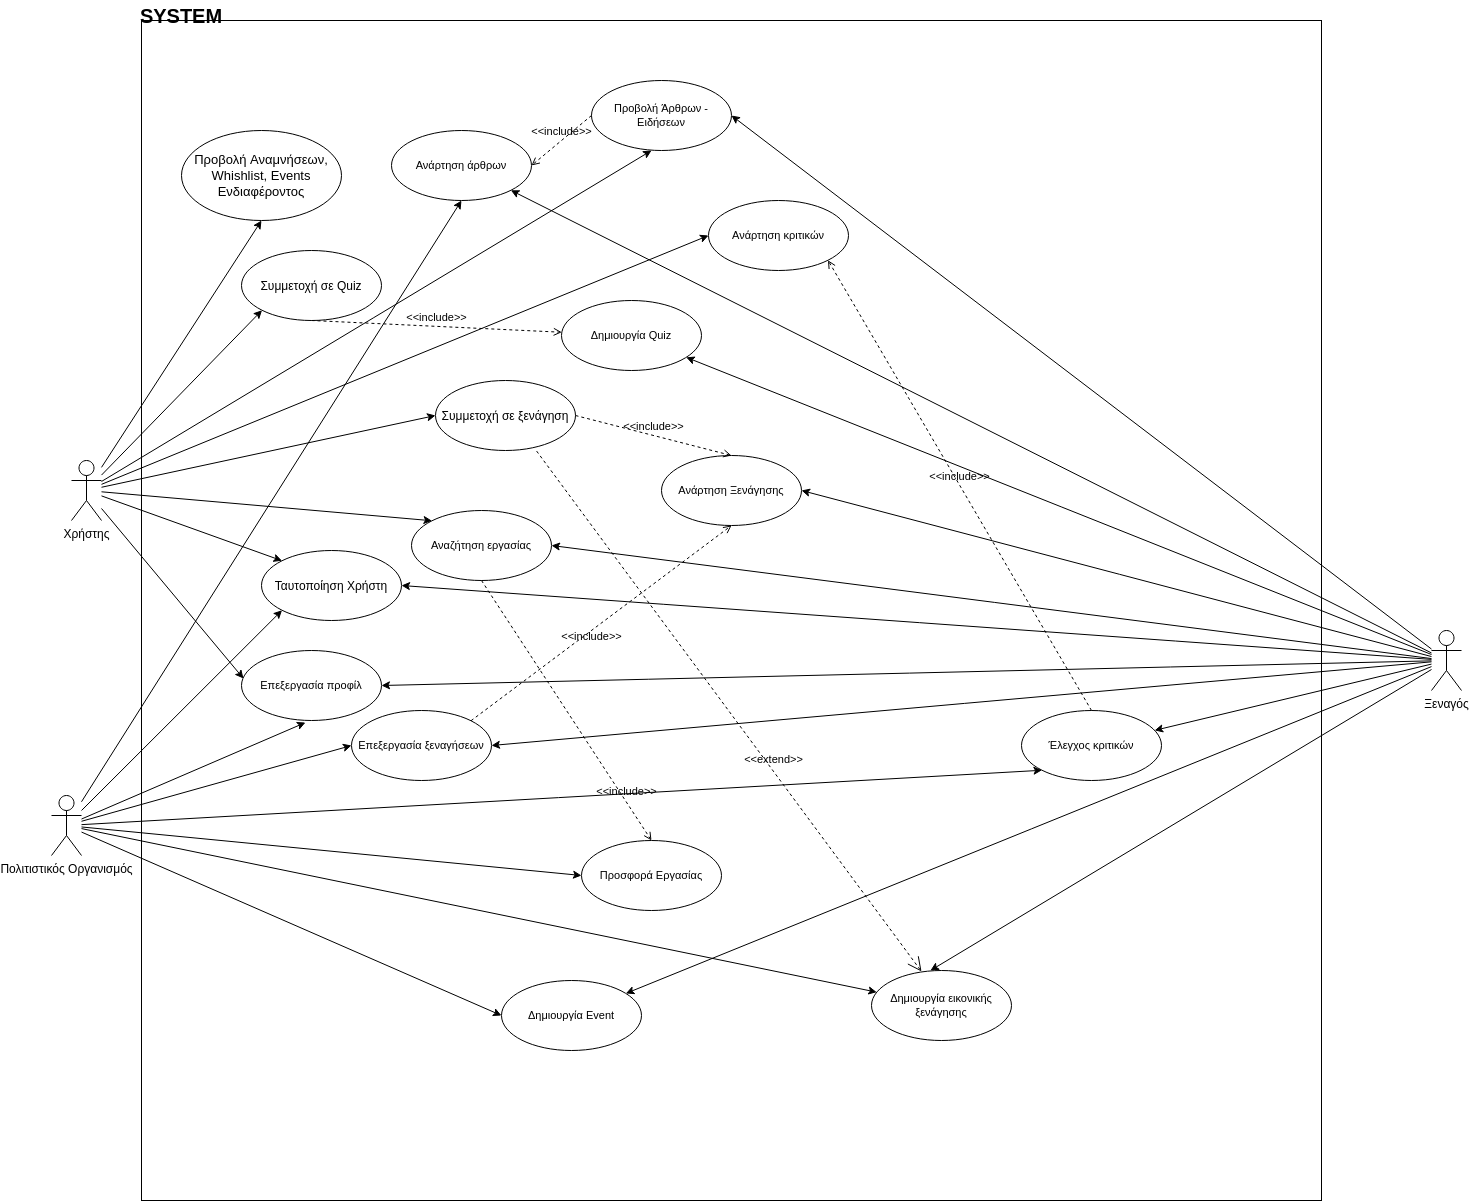 SYSTEM
Προβολή Άρθρων -
Ειδήσεων
<<include>>
Προβολή Αναμνήσεων,
Whishlist, Events
Ενδιαφέροντος
Ανάρτηση άρθρων
Ανάρτηση κριτικών
Συμμετοχή σε Quiz
<<include>>
Δημιουργία Quiz
Συμμετοχή σε ξενάγηση
<<include>>
<<include>>
Ανάρτηση Ξενάγησης
Χρήστης
Αναζήτηση εργασίας
Ταυτοποίηση Χρήστη
<<include>>
Επεξεργασία προφίλ
Ξεναγός
Επεξεργασία ξεναγήσεων
Έλεγχος κριτικών
<<extend>>
<<include>>
Πολιτιστικός Οργανισμός
Προσφορά Εργασίας
Δημιουργία εικονικής
ξενάγησης
Δημιουργία Event